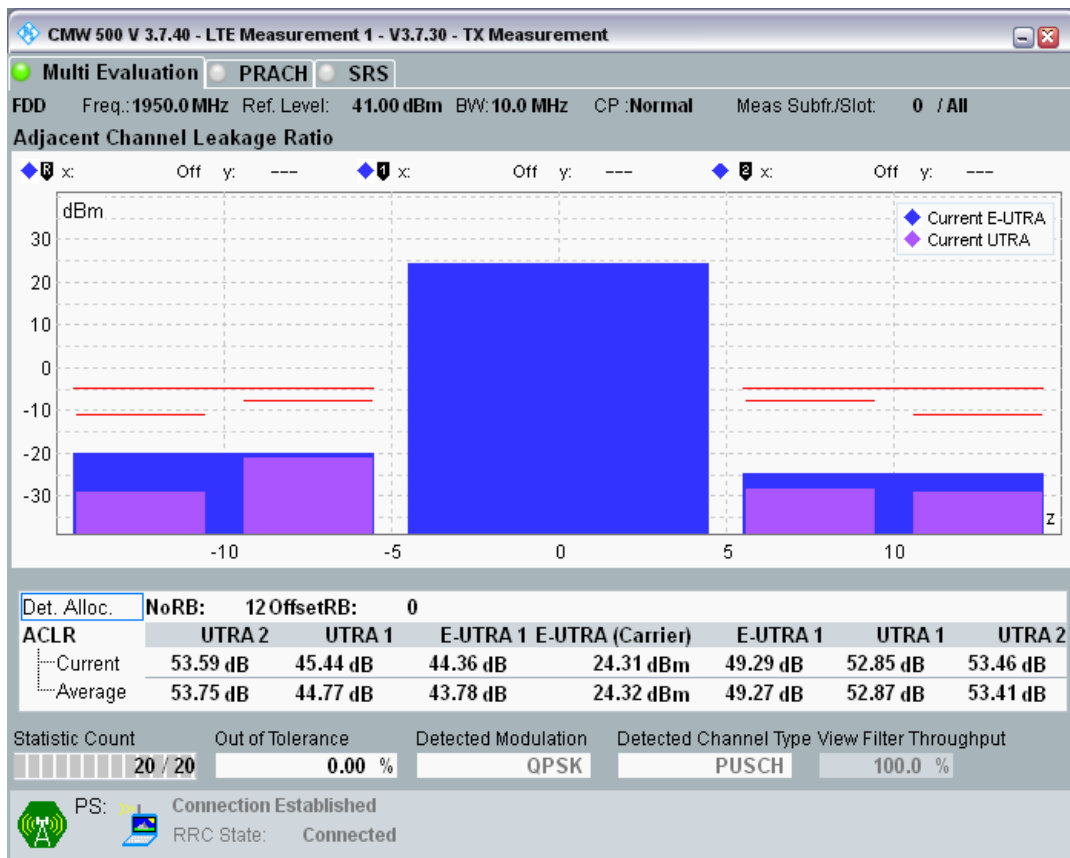 CMW 500 V 3.7.40 - LTE Measurement 1 - V3.7.30 - TX Measurement
Multi Evaluation PRACH SRS
FDD Freq.: 1950.0 MHz Ref. Level: 41.00 dBm BW: 10.0 MHz CP :Normal Meas Subfr./Slot: 0 / All
Adjacent Channel Leakage Ratio
R x: Off y: --- 1 x: Off y: --- 2 x: Off y: ---
dBm
Current E-UTRA
Current UTRA
30
20
10
0
-10
-20
-30
z
-10 -5 0 5 10
Det. Alloc. NoRB: 12 OffsetRB: 0
ACLR UTRA 2 UTRA 1 E-UTRA 1 E-UTRA (Carrier) E-UTRA 1 UTRA 1 UTRA 2
Current 53.59 dB 45.44 dB 44.36 dB 24.31 dBm 49.29 dB 52.85 dB 53.46 dB
Average 53.75 dB 44.77 dB 43.78 dB 24.32 dBm 49.27 dB 52.87 dB 53.41 dB
Statistic Count Out of Tolerance Detected Modulation Detected Channel Type View Filter Throughput
20 / 20 0.00 % QPSK PUSCH 100.0 %
PS: Connection Established
RRC State: Connected